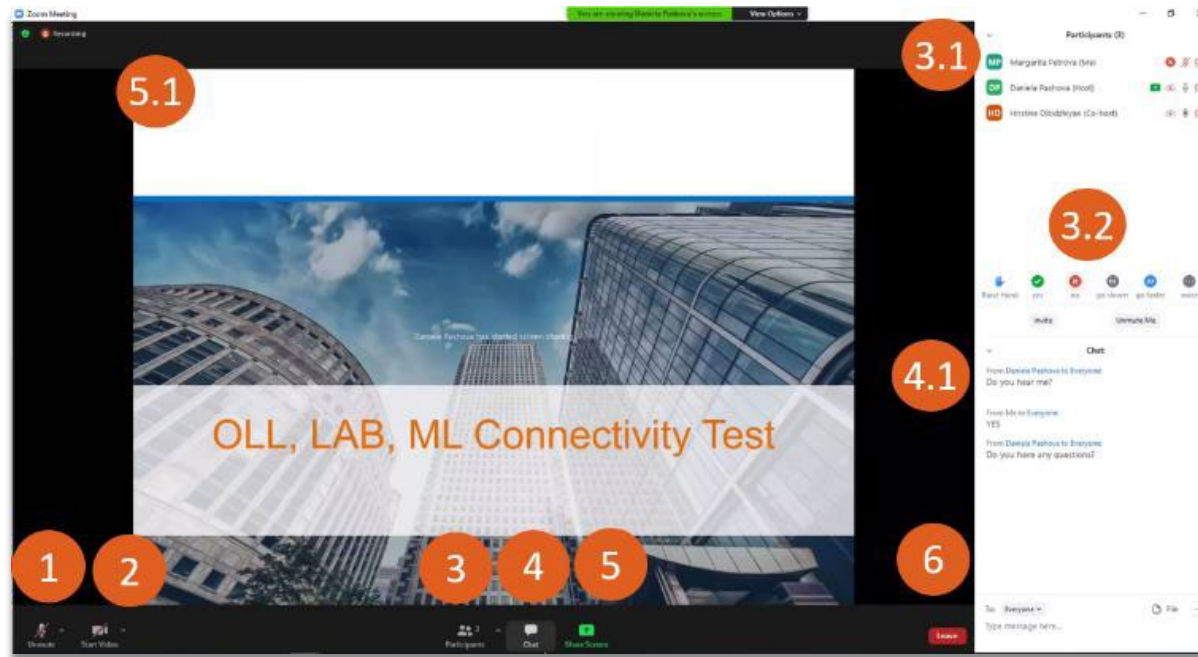 Zoom Meeting
You are viewing Daniela Pashova's screen
View Options
Recording
3.1
Participants (3)
MP Margarita Petrova (Me)
DP Daniela Pashova (Host)
HD (Co-host)
5.1
3.2
Raise Hand yes no go slower go faster more
Invite Unmute Me
Daniela Pashova has started screen sharing
4.1
Chat
From Daniela Pashova to Everyone
Do you hear me?
From Me to Everyone
YES
From Daniela Pashova to Everyone
Do you have any questions?
OLL, LAB, ML Connectivity Test
1
2
3
4
5
6
Unmute
Start Video
3
Participants
Chat
Share Screen
Leave
To: Everyone
File
Type message here...